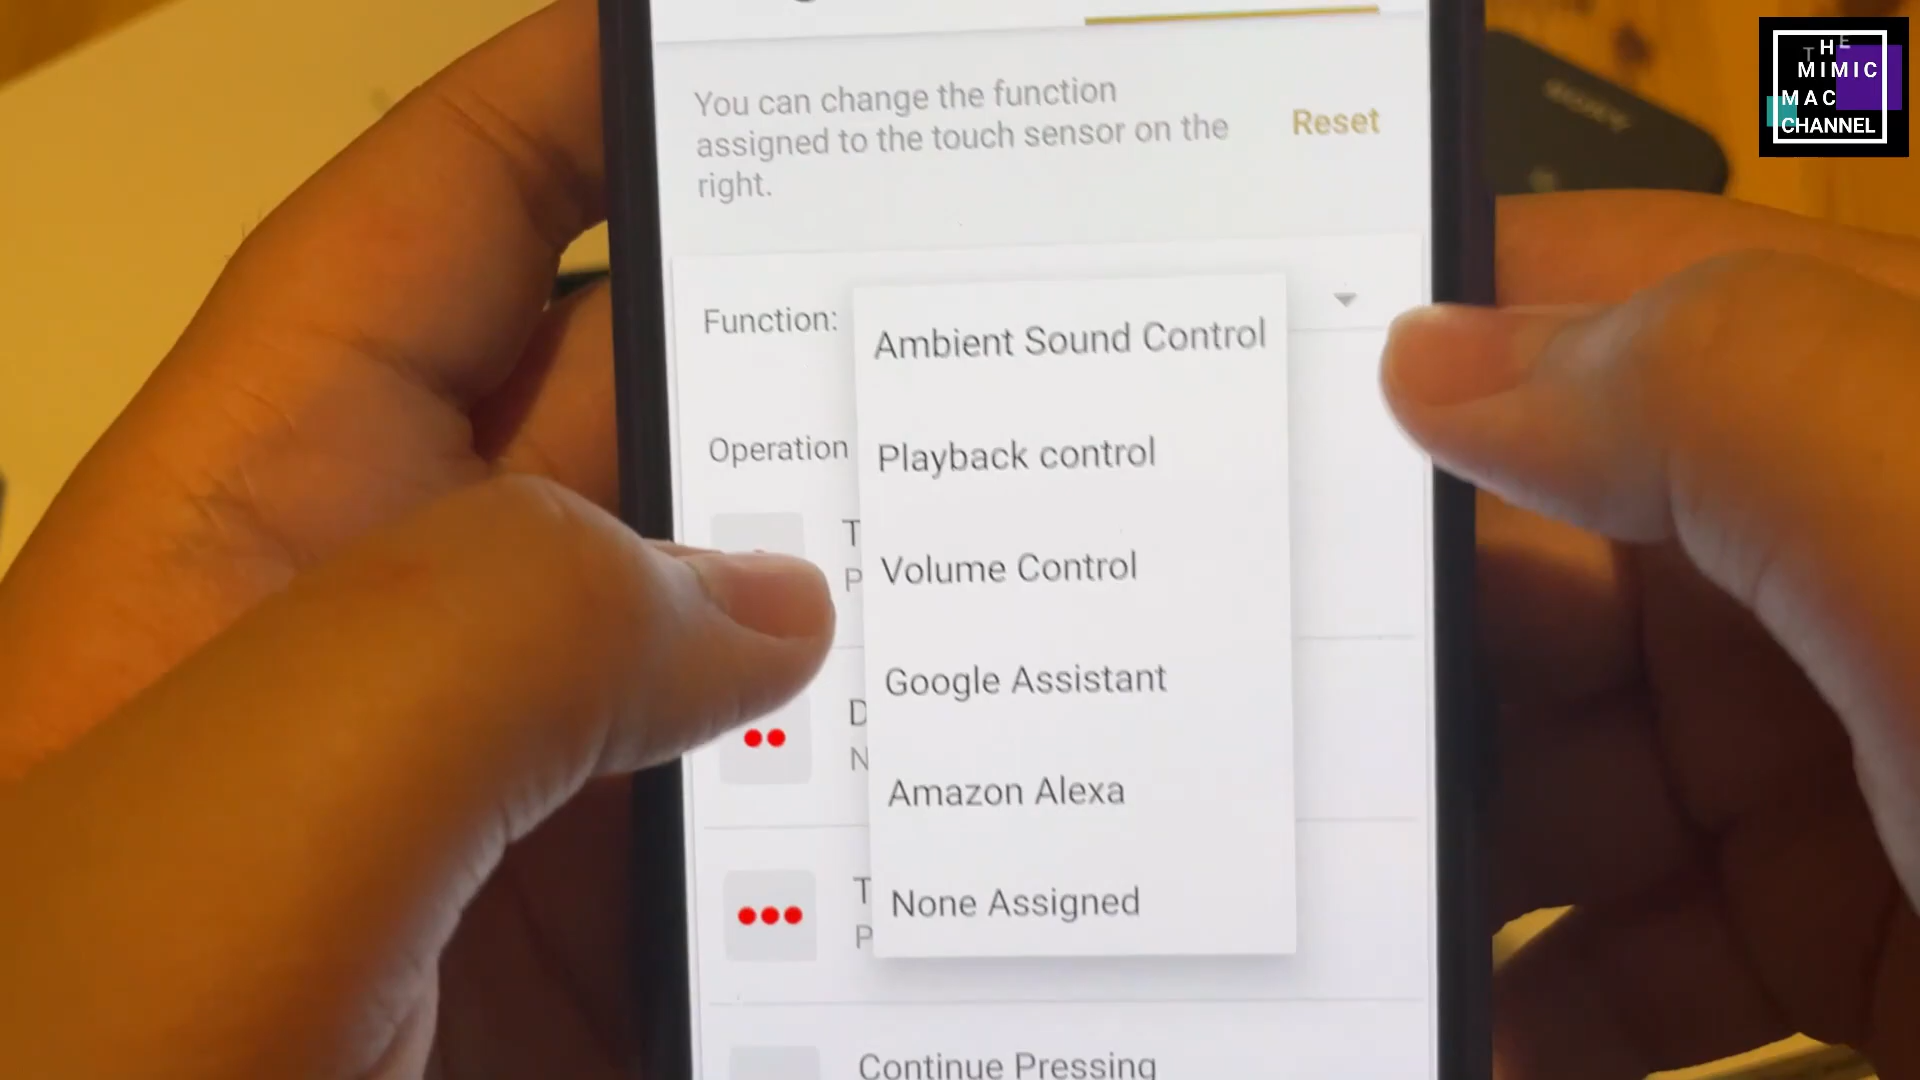 THE
MIMIC
MAC
CHANNEL
You can change the function
assigned to the touch sensor on the
right.
Reset
Function:
Ambient Sound Control
Operation
Playback control
T
P
Volume Control
Google Assistant
D
N
Amazon Alexa
T
P
None Assigned
Continue Pressing